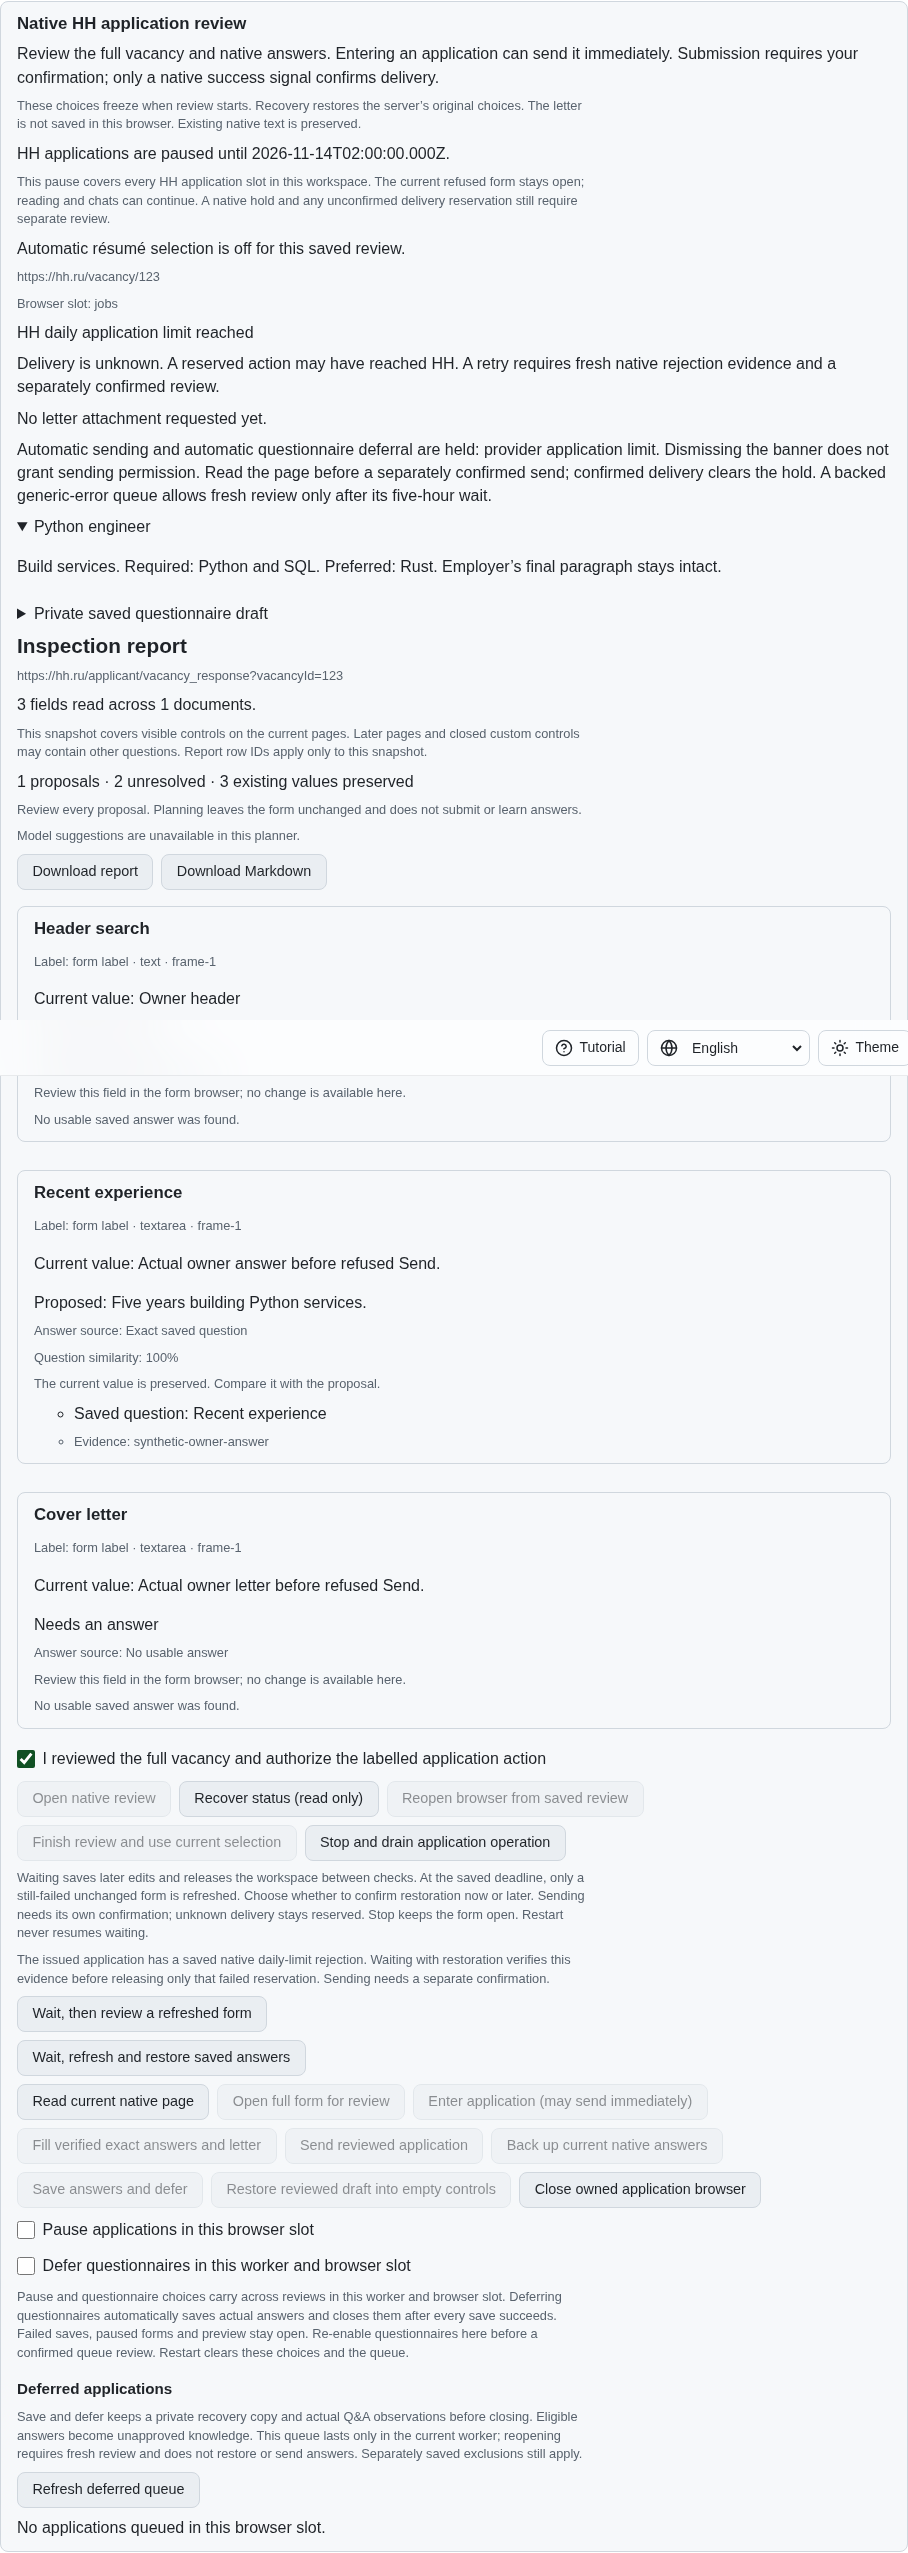 Native HH application review
Review the full vacancy and native answers. Entering an application can send it immediately. Submission requires your
confirmation; only a native success signal confirms delivery.
These choices freeze when review starts. Recovery restores the server’s original choices. The letter
is not saved in this browser. Existing native text is preserved.
HH applications are paused until 2026-11-14T02:00:00.000Z.
This pause covers every HH application slot in this workspace. The current refused form stays open;
reading and chats can continue. A native hold and any unconfirmed delivery reservation still require
separate review.
Automatic résumé selection is off for this saved review.
https://hh.ru/vacancy/123
Browser slot: jobs
HH daily application limit reached
Delivery is unknown. A reserved action may have reached HH. A retry requires fresh native rejection evidence and a
separately confirmed review.
No letter attachment requested yet.
Automatic sending and automatic questionnaire deferral are held: provider application limit. Dismissing the banner does not
grant sending permission. Read the page before a separately confirmed send; confirmed delivery clears the hold. A backed
generic-error queue allows fresh review only after its five-hour wait.
Python engineer
Build services. Required: Python and SQL. Preferred: Rust. Employer’s final paragraph stays intact.
Private saved questionnaire draft
Inspection report
https://hh.ru/applicant/vacancy_response?vacancyId=123
3 fields read across 1 documents.
This snapshot covers visible controls on the current pages. Later pages and closed custom controls
may contain other questions. Report row IDs apply only to this snapshot.
1 proposals · 2 unresolved · 3 existing values preserved
Review every proposal. Planning leaves the form unchanged and does not submit or learn answers.
Model suggestions are unavailable in this planner.
Download report Download Markdown
Header search
Label: form label · text · frame-1
Current value: Owner header
Tutorial English Theme
Review this field in the form browser; no change is available here.
No usable saved answer was found.
Recent experience
Label: form label · textarea · frame-1
Current value: Actual owner answer before refused Send.
Proposed: Five years building Python services.
Answer source: Exact saved question
Question similarity: 100%
The current value is preserved. Compare it with the proposal.
Saved question: Recent experience
Evidence: synthetic-owner-answer
Cover letter
Label: form label · textarea · frame-1
Current value: Actual owner letter before refused Send.
Needs an answer
Answer source: No usable answer
Review this field in the form browser; no change is available here.
No usable saved answer was found.
I reviewed the full vacancy and authorize the labelled application action
Open native review Recover status (read only) Reopen browser from saved review
Finish review and use current selection Stop and drain application operation
Waiting saves later edits and releases the workspace between checks. At the saved deadline, only a
still-failed unchanged form is refreshed. Choose whether to confirm restoration now or later. Sending
needs its own confirmation; unknown delivery stays reserved. Stop keeps the form open. Restart
never resumes waiting.
The issued application has a saved native daily-limit rejection. Waiting with restoration verifies this
evidence before releasing only that failed reservation. Sending needs a separate confirmation.
Wait, then review a refreshed form
Wait, refresh and restore saved answers
Read current native page Open full form for review Enter application (may send immediately)
Fill verified exact answers and letter Send reviewed application Back up current native answers
Save answers and defer Restore reviewed draft into empty controls Close owned application browser
Pause applications in this browser slot
Defer questionnaires in this worker and browser slot
Pause and questionnaire choices carry across reviews in this worker and browser slot. Deferring
questionnaires automatically saves actual answers and closes them after every save succeeds.
Failed saves, paused forms and preview stay open. Re-enable questionnaires here before a
confirmed queue review. Restart clears these choices and the queue.
Deferred applications
Save and defer keeps a private recovery copy and actual Q&A observations before closing. Eligible
answers become unapproved knowledge. This queue lasts only in the current worker; reopening
requires fresh review and does not restore or send answers. Separately saved exclusions still apply.
Refresh deferred queue
No applications queued in this browser slot.